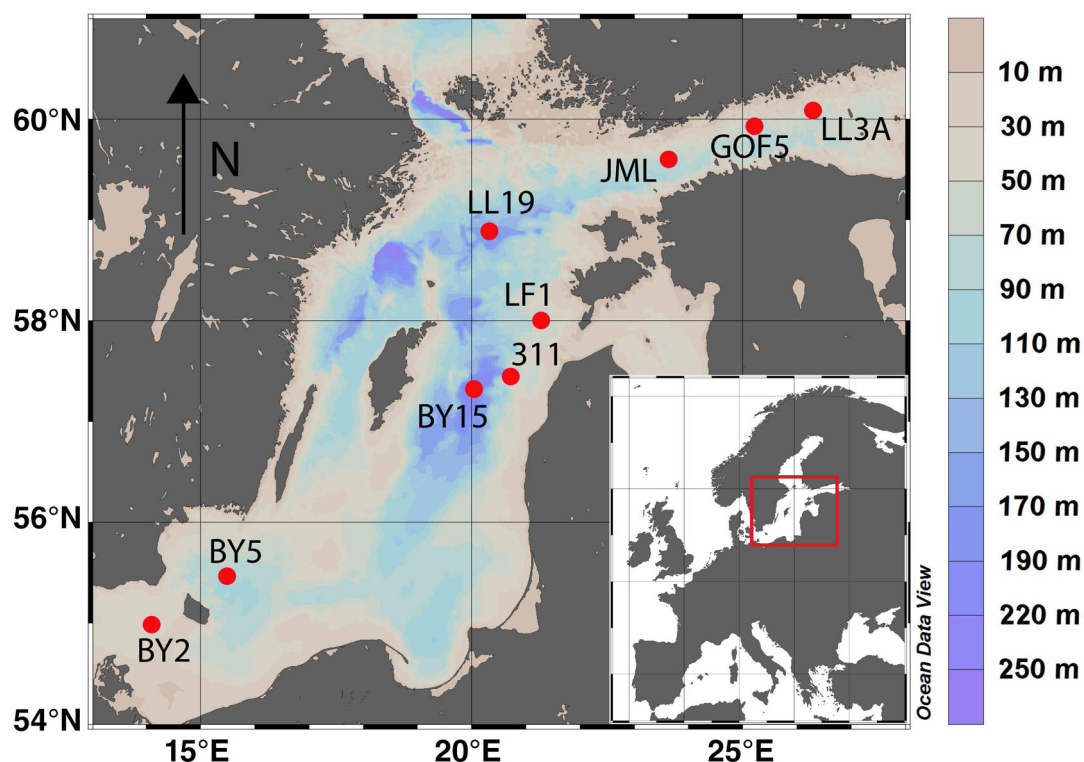 60°N
58°N
56°N
54°N
15°E
20°E
25°E
N
LL3A
GOF5
JML
LL19
LF1
311
BY15
BY5
BY2
Ocean Data View
10 m
30 m
50 m
70 m
90 m
110 m
130 m
150 m
170 m
190 m
220 m
250 m